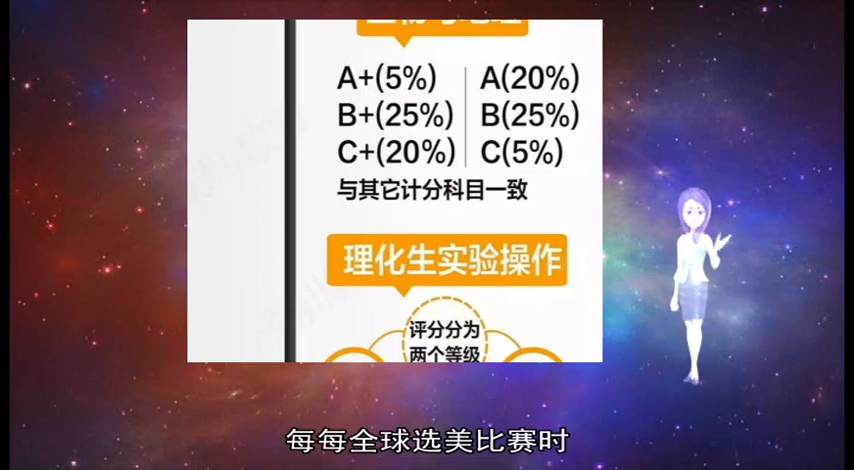 A+(5%) A(20%)
B+(25%) B(25%)
C+(20%) C(5%)
与其它计分科目一致
理化生实验操作
评分分为
两个等级
每每全球选美比赛时